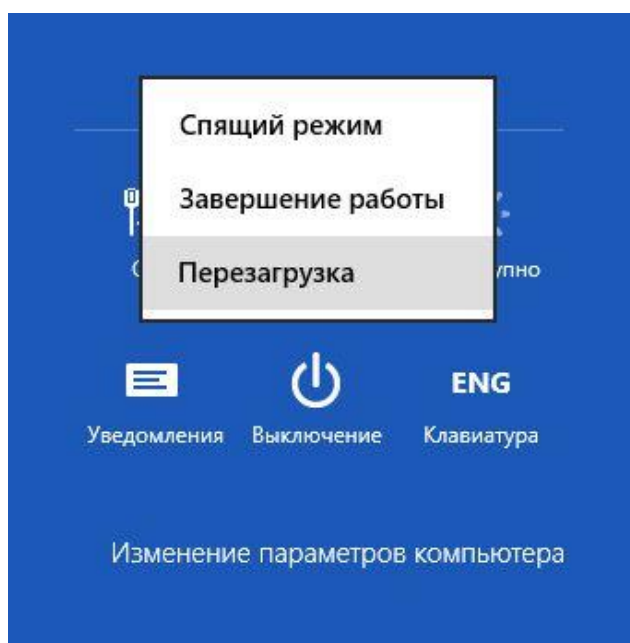 Спящий режим
Завершение работы
Перезагрузка
Уведомления Выключение ENG Клавиатура
Изменение параметров компьютера